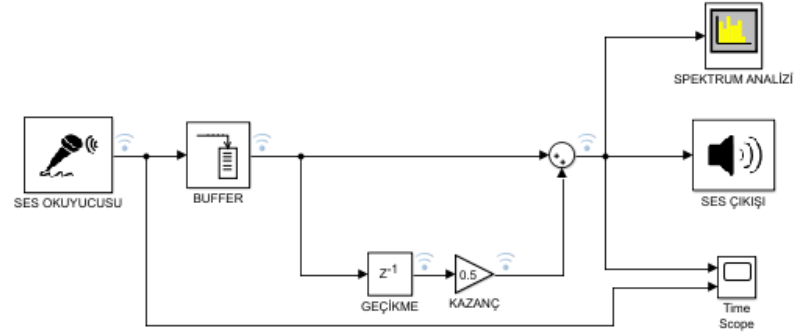 SPEKTRUM ANALİZİ
SES OKUYUCUSU
BUFFER
+
+
SES ÇIKIŞI
Z-1
GEÇİKME
0.5
KAZANÇ
Time
Scope